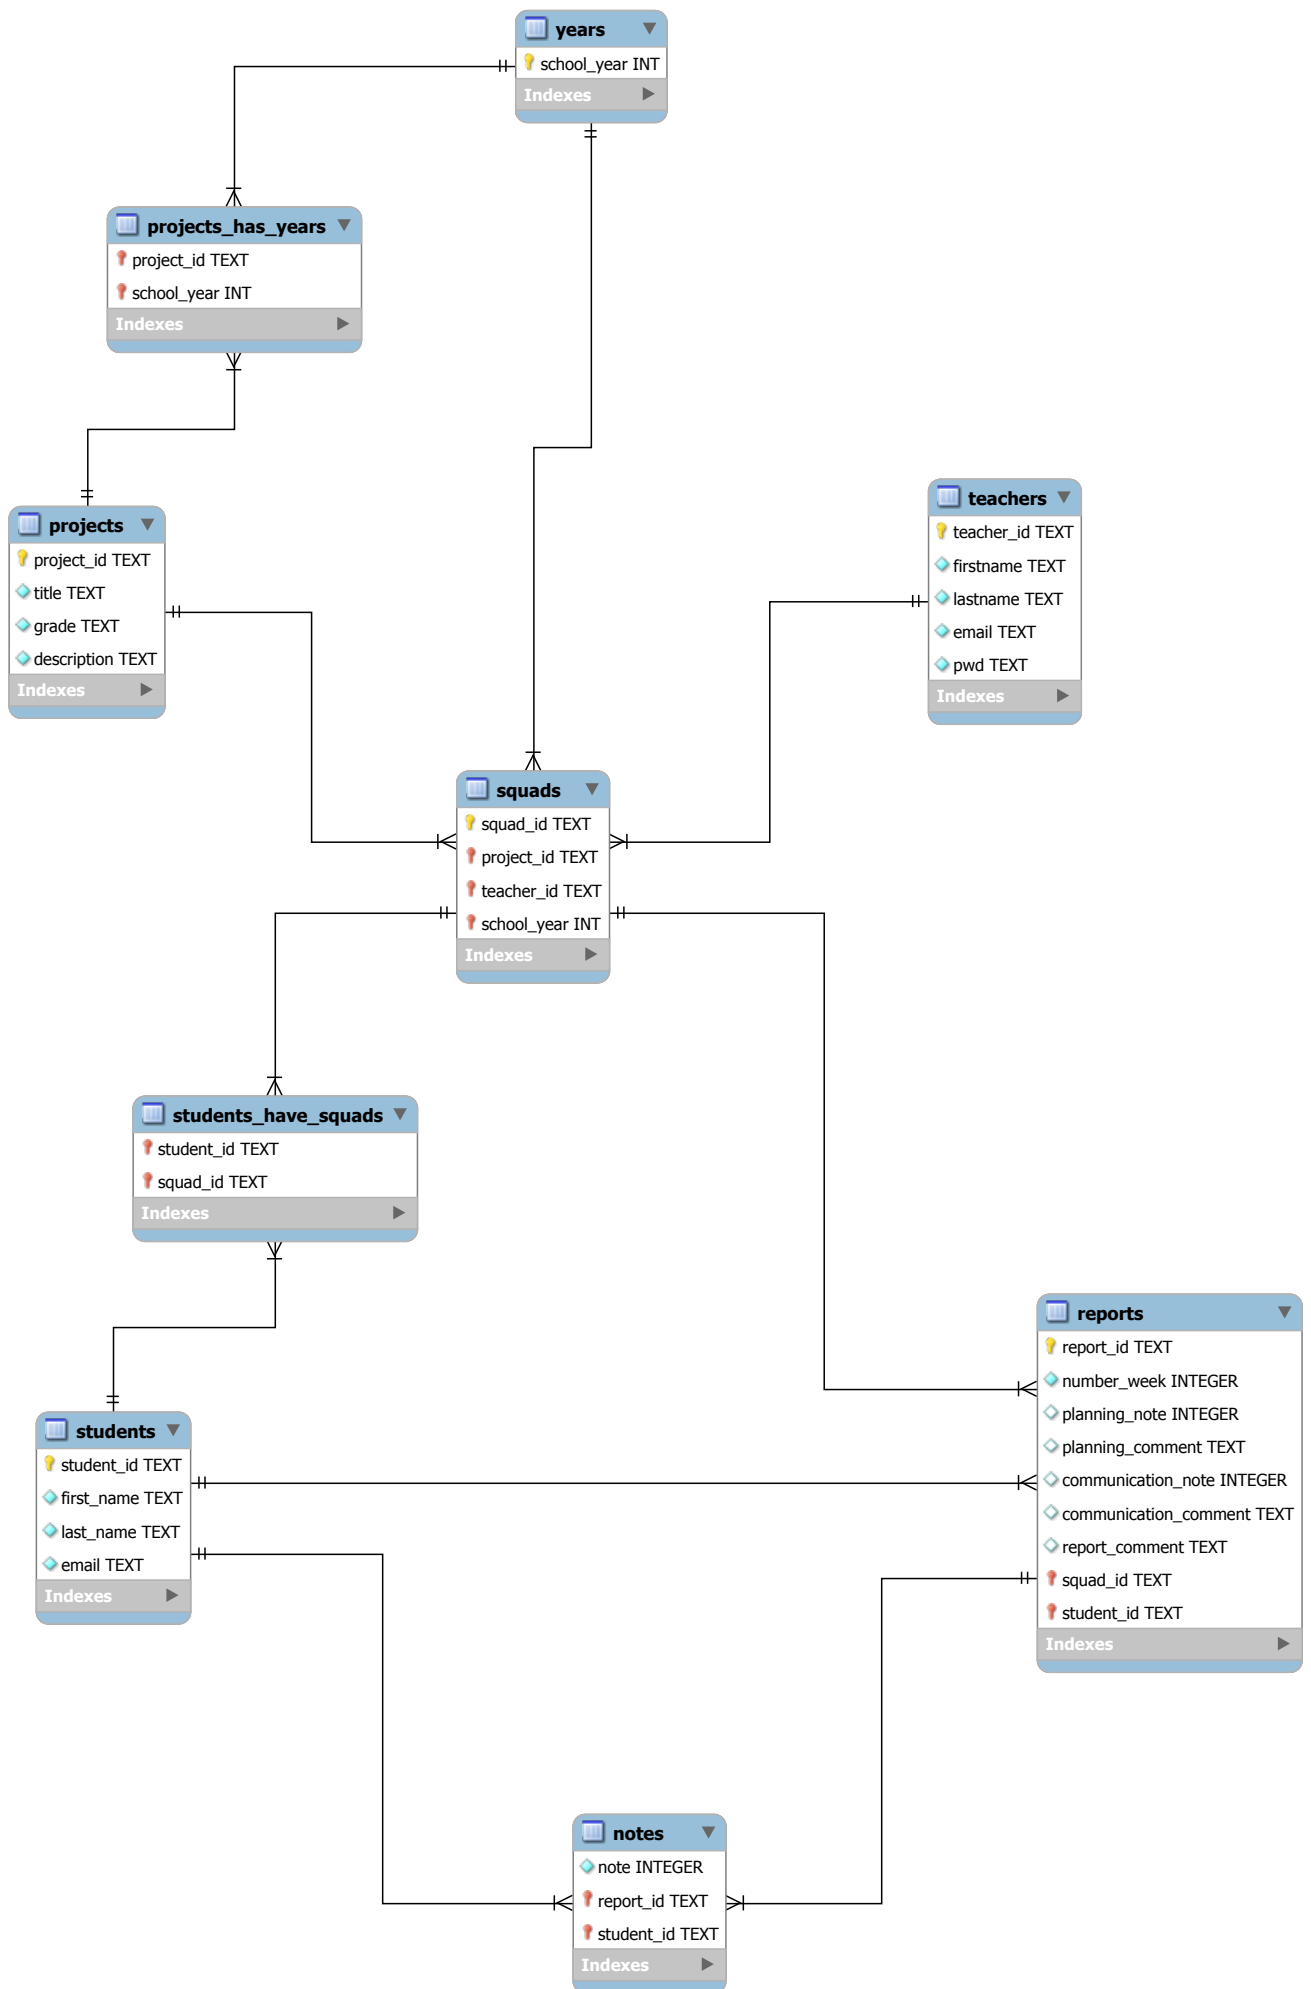 years
school_year INT
Indexes
projects_has_years
project_id TEXT
school_year INT
Indexes
projects
project_id TEXT
title TEXT
grade TEXT
description TEXT
Indexes
teachers
teacher_id TEXT
firstname TEXT
lastname TEXT
email TEXT
pwd TEXT
Indexes
squads
squad_id TEXT
project_id TEXT
teacher_id TEXT
school_year INT
Indexes
students_have_squads
student_id TEXT
squad_id TEXT
Indexes
reports
report_id TEXT
number_week INTEGER
planning_note INTEGER
planning_comment TEXT
communication_note INTEGER
communication_comment TEXT
report_comment TEXT
squad_id TEXT
student_id TEXT
Indexes
students
student_id TEXT
first_name TEXT
last_name TEXT
email TEXT
Indexes
notes
note INTEGER
report_id TEXT
student_id TEXT
Indexes